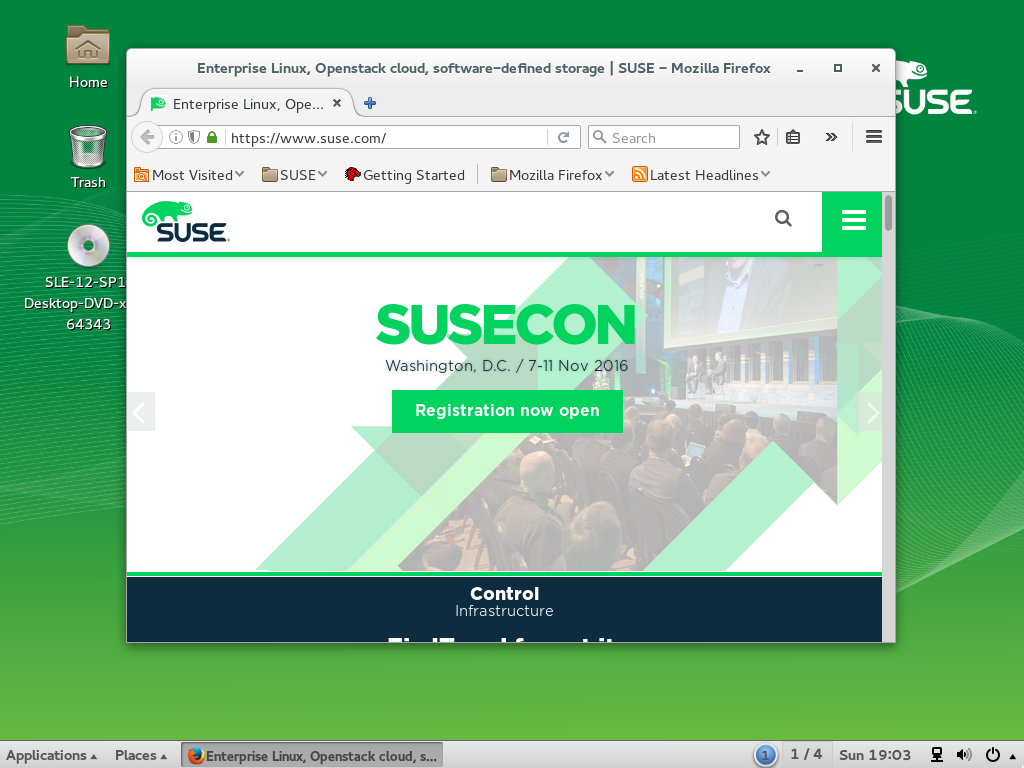 Home
Trash
SLE-12-SP1
Desktop-DVD-x
64343
SUSE
Enterprise Linux, Openstack cloud, software-defined storage | SUSE - Mozilla Firefox
Enterprise Linux, Ope...
https://www.suse.com/
Search
Most Visited SUSE Getting Started Mozilla Firefox Latest Headlines
SUSE
SUSECON
Washington, D.C. / 7-11 Nov 2016
Registration now open
Control
Infrastructure
Applications Places Enterprise Linux, Openstack cloud, s... 1 1 / 4 Sun 19:03